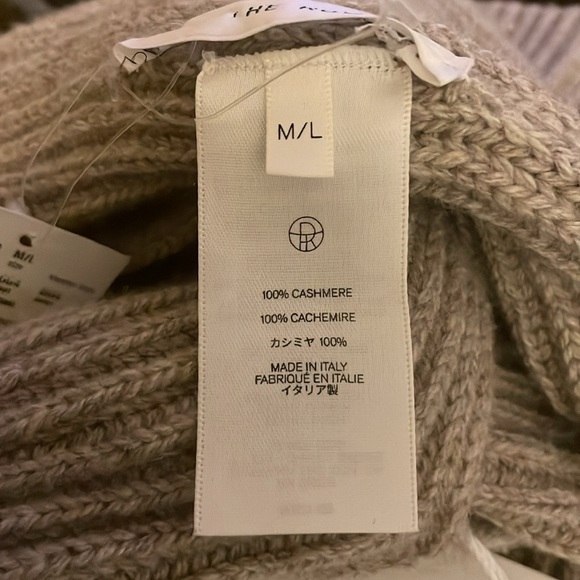 THE
M/L
M/L
100% CASHMERE
100% CACHEMIRE
カシミヤ 100%
MADE IN ITALY
FABRIQUÉ EN ITALIE
イタリア製